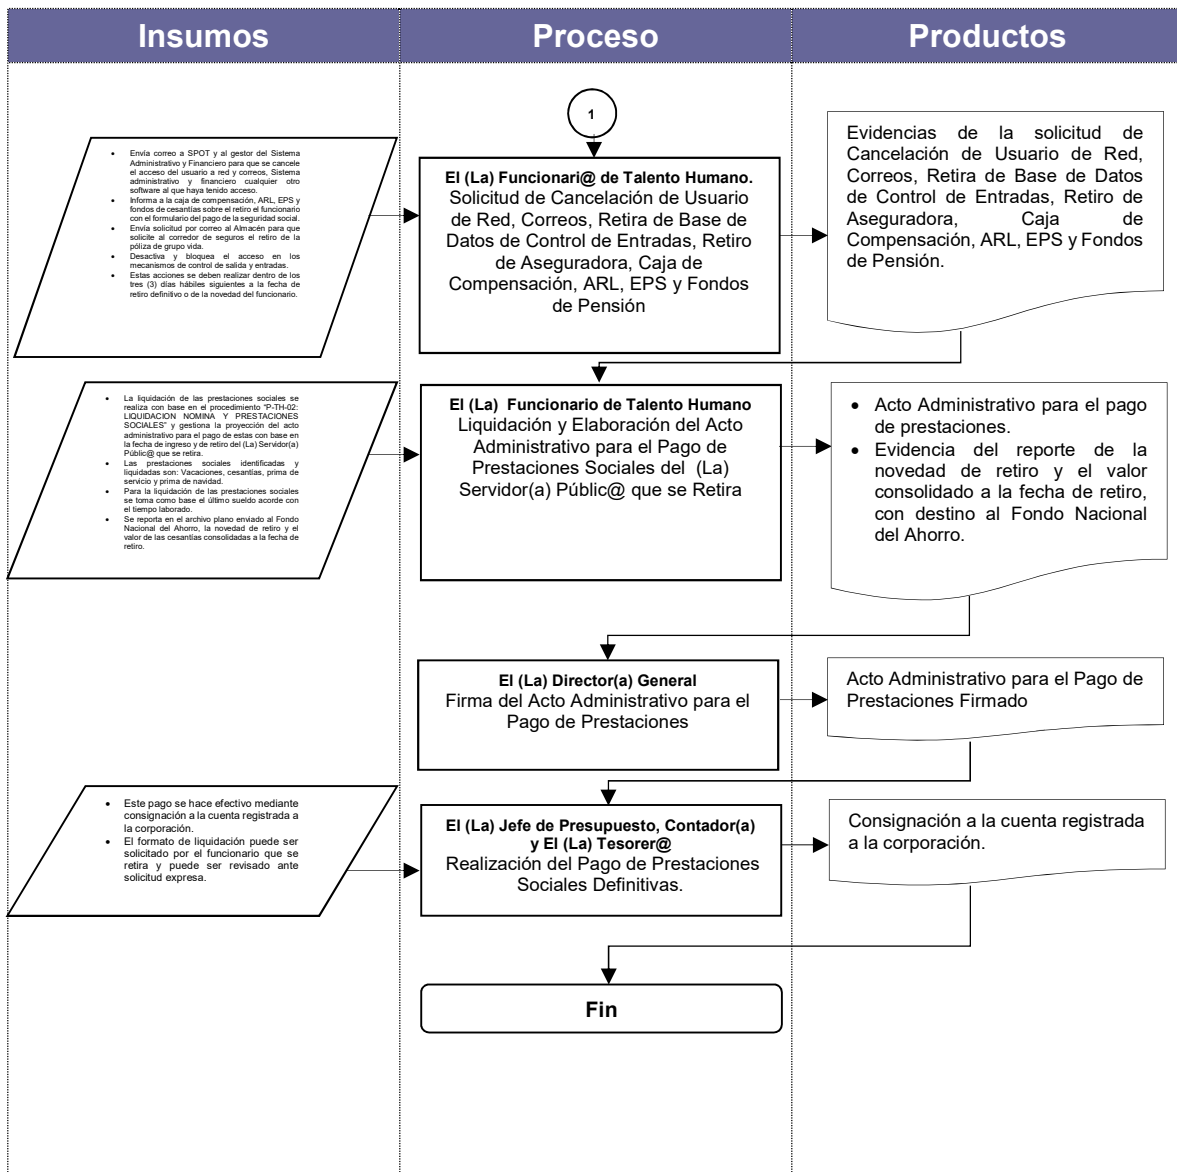 Insumos
Proceso
Productos
1
• Envía correo a SPOT y al gestor del Sistema
Administrativo y Financiero para que se cancele
el acceso del usuario a red y correos, Sistema
administrativo y financiero cualquier otro
software al que haya tenido acceso.
• Informa a la caja de compensación, ARL, EPS y
fondos de cesantías sobre el retiro el funcionario
con el formulario del pago de la seguridad social.
• Envía solicitud por correo al Almacén para que
solicite al corredor de seguros el retiro de la
póliza de grupo vida.
• Desactiva y bloquea el acceso en los
mecanismos de control de salida y entradas.
• Estas acciones se deben realizar dentro de los
tres (3) días hábiles siguientes a la fecha de
retiro definitivo o de la novedad del funcionario.
El (La) Funcionari@ de Talento Humano.
Solicitud de Cancelación de Usuario
de Red, Correos, Retira de Base de
Datos de Control de Entradas, Retiro
de Aseguradora, Caja de
Compensación, ARL, EPS y Fondos
de Pensión
Evidencias de la solicitud de
Cancelación de Usuario de Red,
Correos, Retira de Base de Datos
de Control de Entradas, Retiro de
Aseguradora, Caja de
Compensación, ARL, EPS y Fondos
de Pensión.
• La liquidación de las prestaciones sociales se
realiza con base en el procedimiento "P-TH-02:
LIQUIDACION NOMINA Y PRESTACIONES
SOCIALES" y gestiona la proyección del acto
administrativo para el pago de estas con base en
la fecha de ingreso y de retiro del (La) Servidor(a)
Públic@ que se retira.
• Las prestaciones sociales identificadas y
liquidadas son: Vacaciones, cesantías, prima de
servicio y prima de navidad.
• Para la liquidación de las prestaciones sociales
se toma como base el último sueldo acorde con
el tiempo laborado.
• Se reporta en el archivo plano enviado al Fondo
Nacional del Ahorro, la novedad de retiro y el
valor de las cesantías consolidadas a la fecha de
retiro.
El (La) Funcionario de Talento Humano
Liquidación y Elaboración del Acto
Administrativo para el Pago de
Prestaciones Sociales del (La)
Servidor(a) Públic@ que se Retira
• Acto Administrativo para el pago
de prestaciones.
• Evidencia del reporte de la
novedad de retiro y el valor
consolidado a la fecha de retiro,
con destino al Fondo Nacional
del Ahorro.
El (La) Director(a) General
Firma del Acto Administrativo para el
Pago de Prestaciones
Acto Administrativo para el Pago de
Prestaciones Firmado
• Este pago se hace efectivo mediante
consignación a la cuenta registrada a
la corporación.
• El formato de liquidación puede ser
solicitado por el funcionario que se
retira y puede ser revisado ante
solicitud expresa.
El (La) Jefe de Presupuesto, Contador(a)
y El (La) Tesorer@
Realización del Pago de Prestaciones
Sociales Definitivas.
Consignación a la cuenta registrada
a la corporación.
Fin